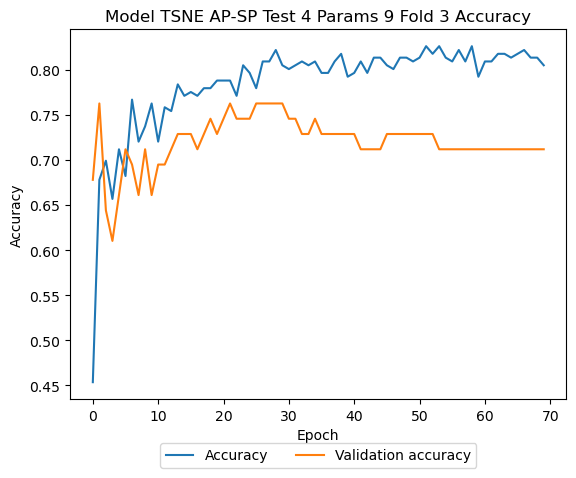 Model TSNE AP-SP Test 4 Params 9 Fold 3 Accuracy
Accuracy
0.80
0.75
0.70
0.65
0.60
0.55
0.50
0.45
0 10 20 30 40 50 60 70
Epoch
Accuracy Validation accuracy